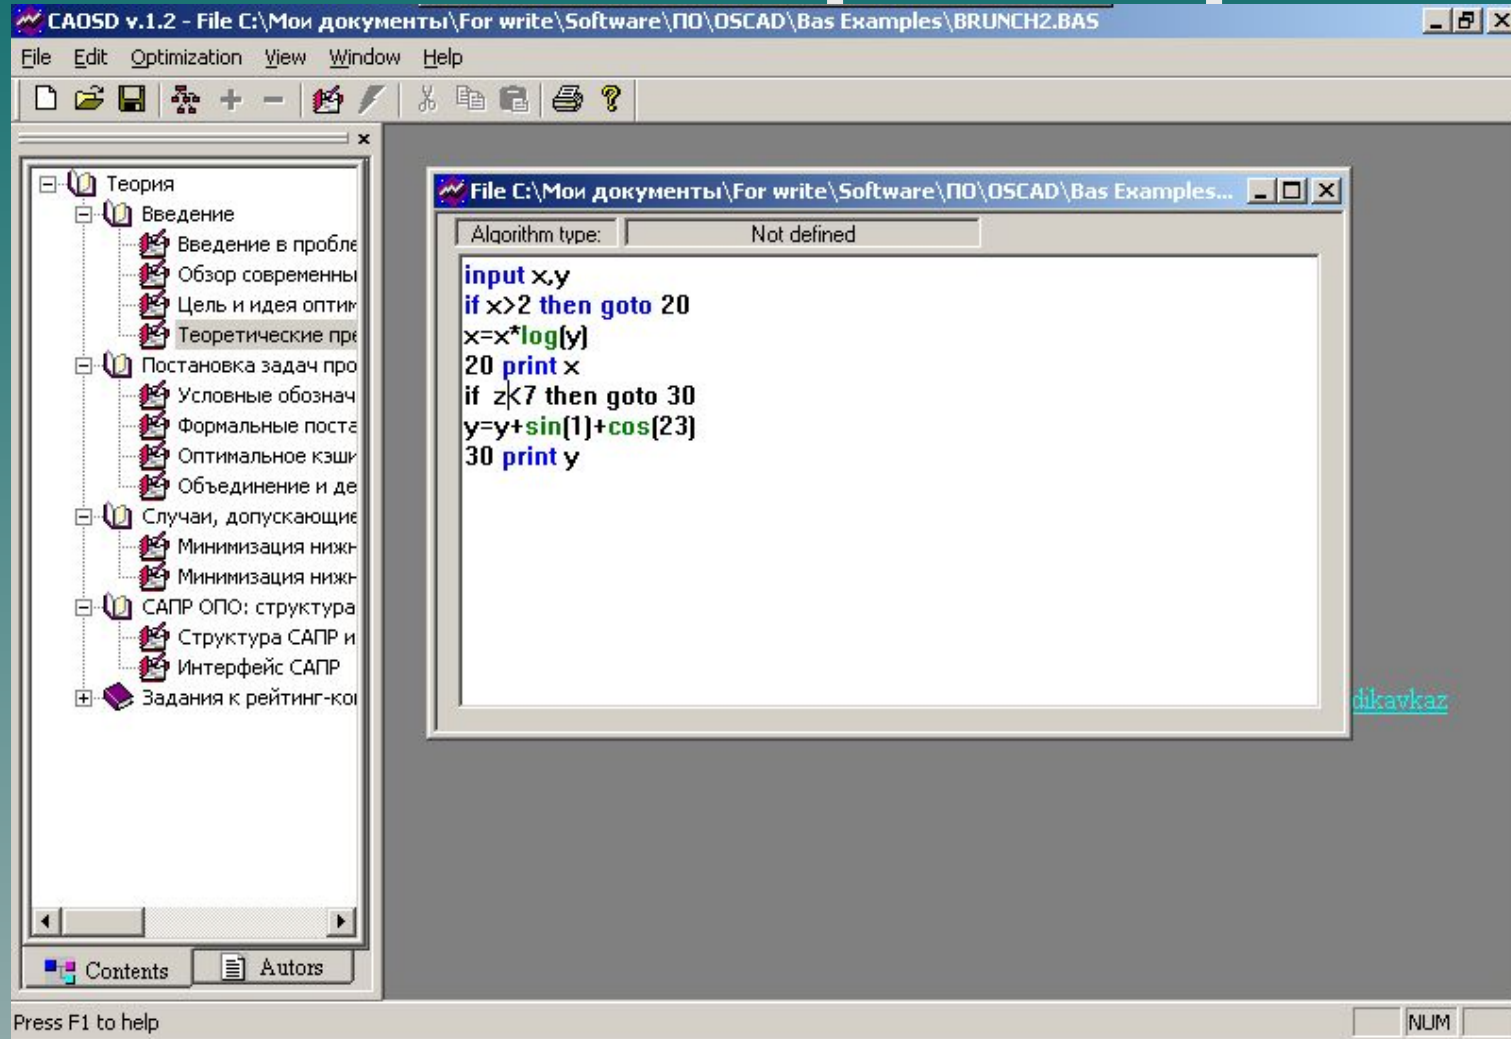 CAOSD v.1.2 - File C:\Мои документы\For write\Software\ПО\OSCAD\Bas Examples\BRUNCH2.BAS
File Edit Optimization View Window Help
Теория
Введение
Введение в пробле
Обзор современны
Цель и идея оптим
Теоретические пре
Постановка задач про
Условные обознач
Формальные поста
Оптимальное кэши
Объединение и де
Случаи, допускающие
Минимизация нижн
Минимизация нижн
САПР ОПО: структура
Структура САПР и
Интерфейс САПР
Задания к рейтинг-кон
Contents Autors
File C:\Мои документы\For write\Software\ПО\OSCAD\Bas Examples...
Algorithm type: Not defined
input x,y
if x>2 then goto 20
x=x*log(y)
20 print x
if z<7 then goto 30
y=y+sin(1)+cos(23)
30 print y
dikavkaz
Press F1 to help
NUM